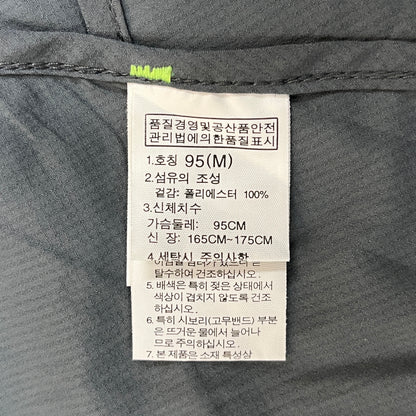 품질경영및공산품안전
관리법에의한품질표시
1.호칭 95(M)
2.섬유의 조성
겉감: 폴리에스터 100%
3.신체치수
가슴둘레: 95CM
신 장: 165CM~175CM
4.세탁시 주의사항
탈수하여 건조하십시오.
5. 배색은 특히 젖은 상태에서
색상이 겹치지 않도록 건조
하십시오.
6. 특히 시보리(고무밴드) 부분
은 뜨거운 물에서 늘어나
므로 주의하십시오.
7. 본 제품은 소재 특성상